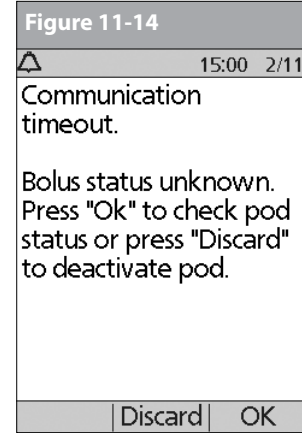 Figure 11-14
15:00 2/11
Communication
timeout.
Bolus status unknown.
Press "Ok" to check pod
status or press "Discard"
to deactivate pod.
Discard OK